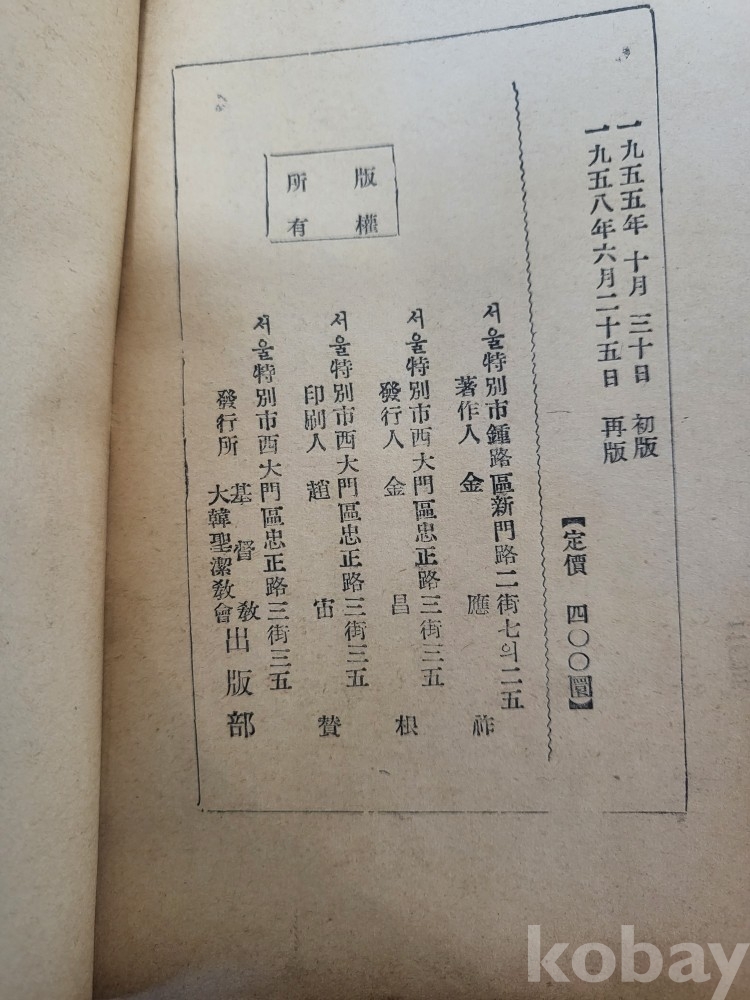 一九五五年 十月 三十日 初版
一九五八年六月二十五日 再版
【定價 四〇〇圜】
서울特別市鍾路區新門路二街七의二五
著作人 金應祚
서울特別市西大門區忠正路三街三五
發行人 金昌根
서울特別市西大門區忠正路三街三五
印刷人 趙宙贊
서울特別市西大門區忠正路三街三五
發行所 基督教大韓聖潔教會出版部
版權
所有
kobay